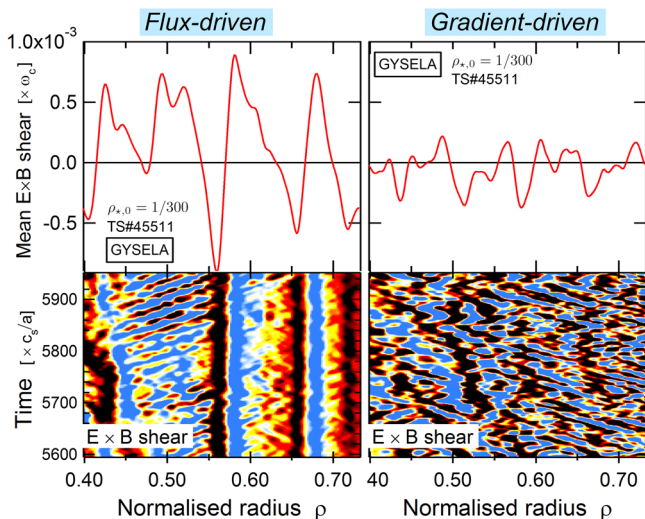 Flux-driven
Gradient-driven
1.0x10⁻³
0.5
0.0
-0.5
Mean E×B shear [× ω_c]
ρ⋆,0 = 1/300
TS#45511
GYSELA
GYSELA
ρ⋆,0 = 1/300
TS#45511
5900
5800
5700
5600
Time [× c_s/a]
E × B shear
E × B shear
0.40
0.50
0.60
0.70
40
0.50
0.60
0.70
Normalised radius ρ
Normalised radius ρ